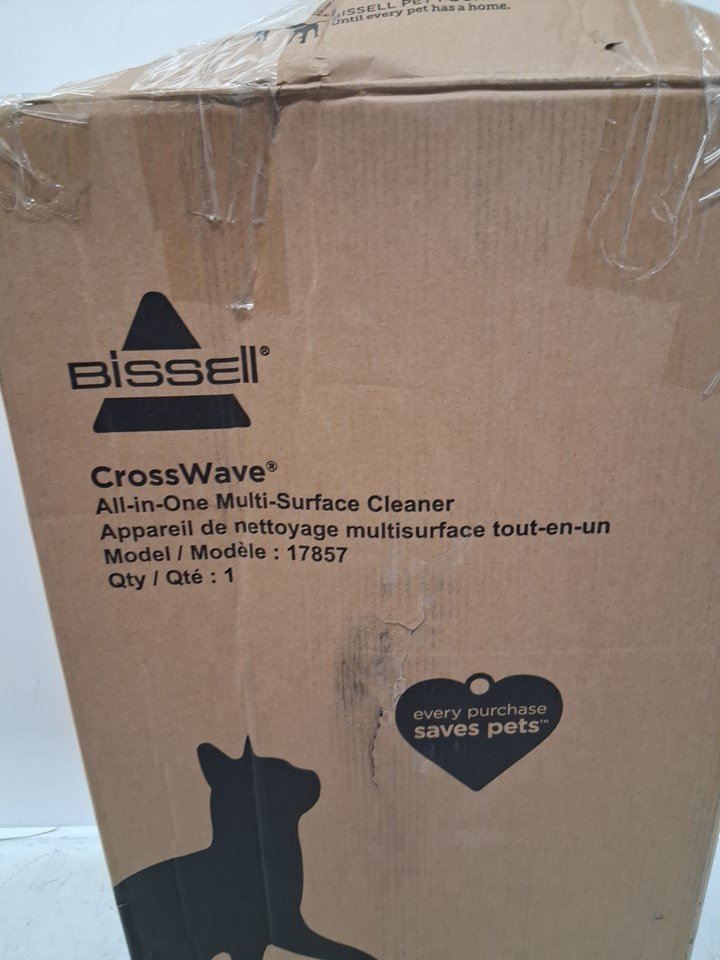 BISSELL PET
until every pet has a home.
BISSELL®
CrossWave®
All-in-One Multi-Surface Cleaner
Appareil de nettoyage multisurface tout-en-un
Model / Modèle : 17857
Qty / Qté : 1
every purchase
saves pets™